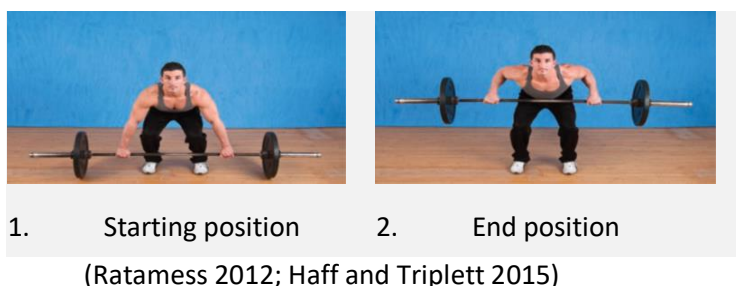 1. Starting position 2. End position
(Ratamess 2012; Haff and Triplett 2015)